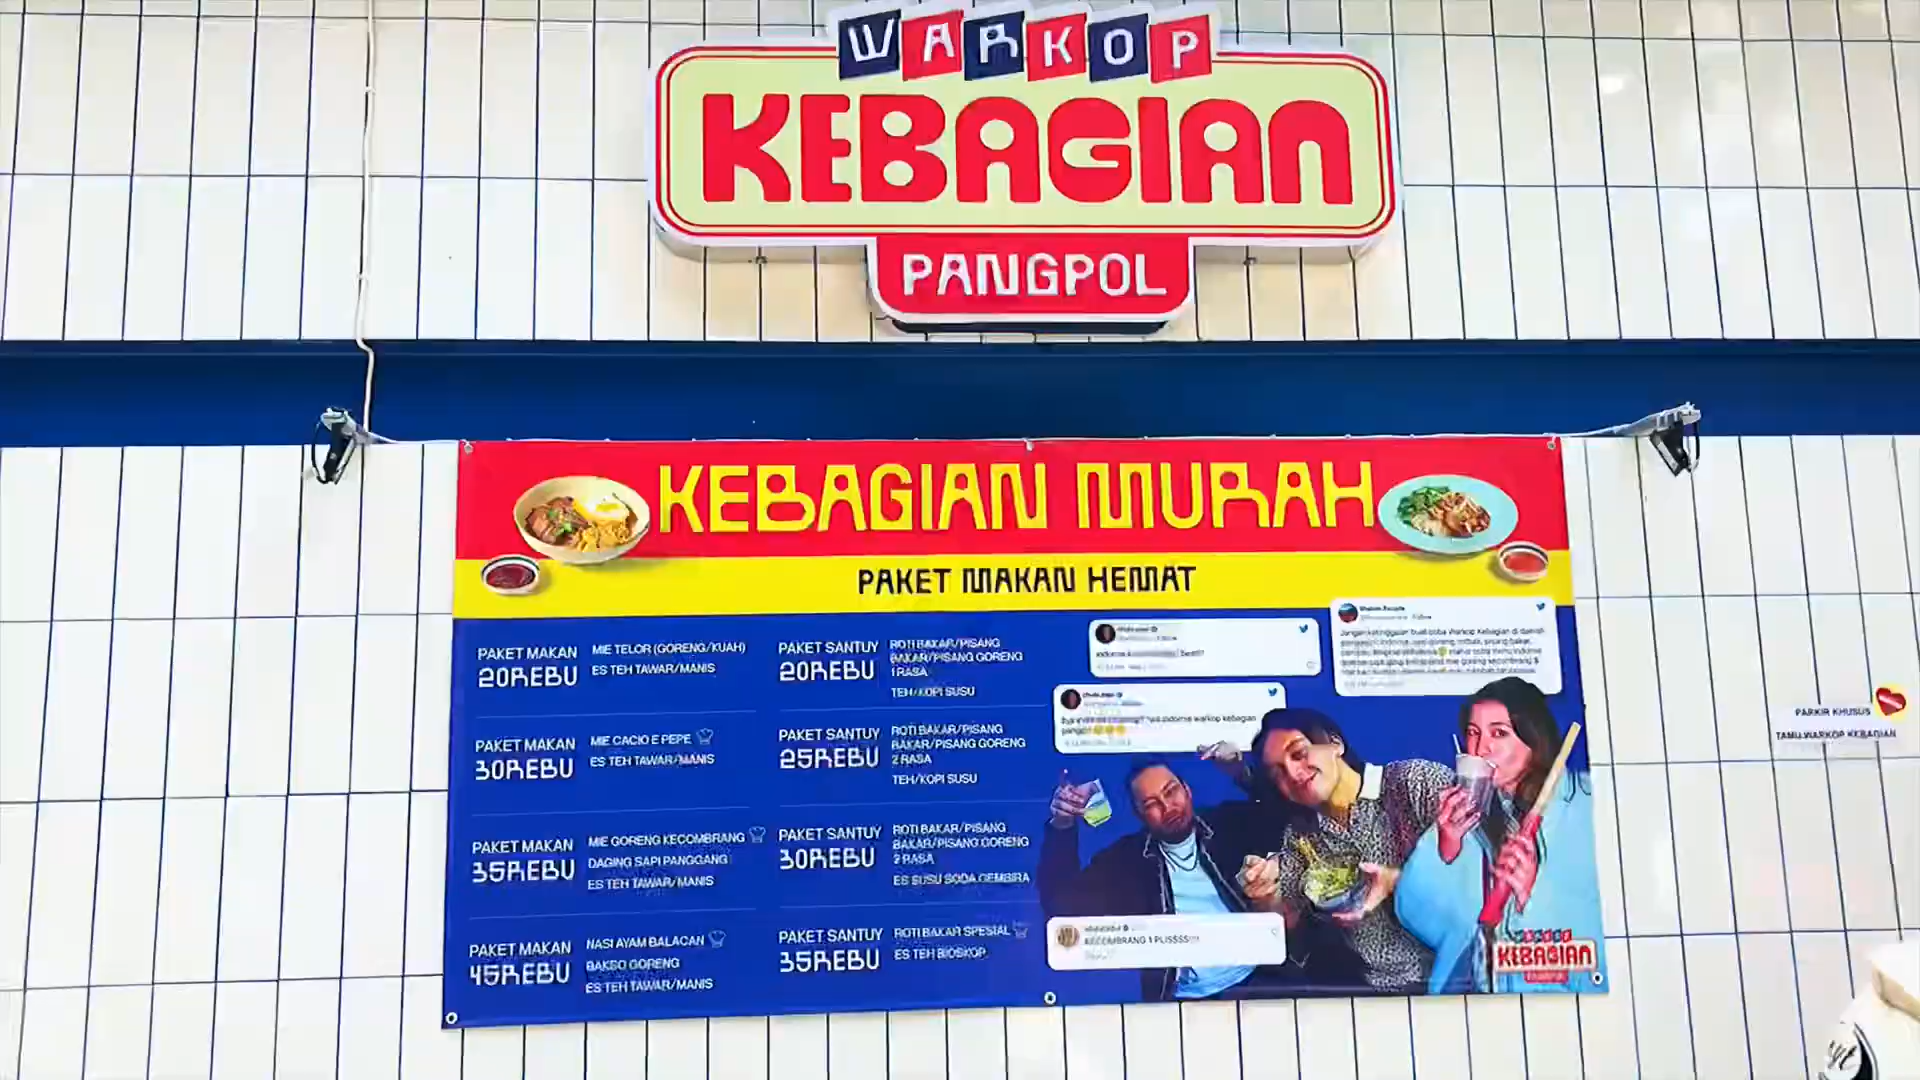 WARKOP
KEBAGIAN
PANGPOL
KEBAGIAN MURAH
PAKET MAKAN HEMAT
PAKET MAKAN
20REBU
MIE TELOR (GORENG/KUAH)
ES TEH TAWAR/MANIS
PAKET MAKAN
30REBU
MIE CACIO E PEPE
ES TEH TAWAR/MANIS
PAKET MAKAN
35REBU
MIE GORENG KECOMBRANG
DAGING SAPI PANGGANG
ES TEH TAWAR/MANIS
PAKET MAKAN
45REBU
NASI AYAM BALACAN
BAKSO GORENG
ES TEH TAWAR/MANIS
PAKET SANTUY
20REBU
ROTI BAKAR/PISANG
BAKAR/PISANG GORENG
1 RASA
TEH/KOPI SUSU
PAKET SANTUY
25REBU
ROTI BAKAR/PISANG
BAKAR/PISANG GORENG
2 RASA
TEH/KOPI SUSU
PAKET SANTUY
30REBU
ROTI BAKAR/PISANG
BAKAR/PISANG GORENG
2 RASA
ES SUSU SODA GEMBIRA
PAKET SANTUY
35REBU
ROTI BAKAR SPESIAL
ES TEH BIOSKOP
indomie warkop kebagian
KECOMBRANG 1 PLISSSS!!!
KEBAGIAN
PARKIR KHUSUS
TAMU WARKOP KEBAGIAN